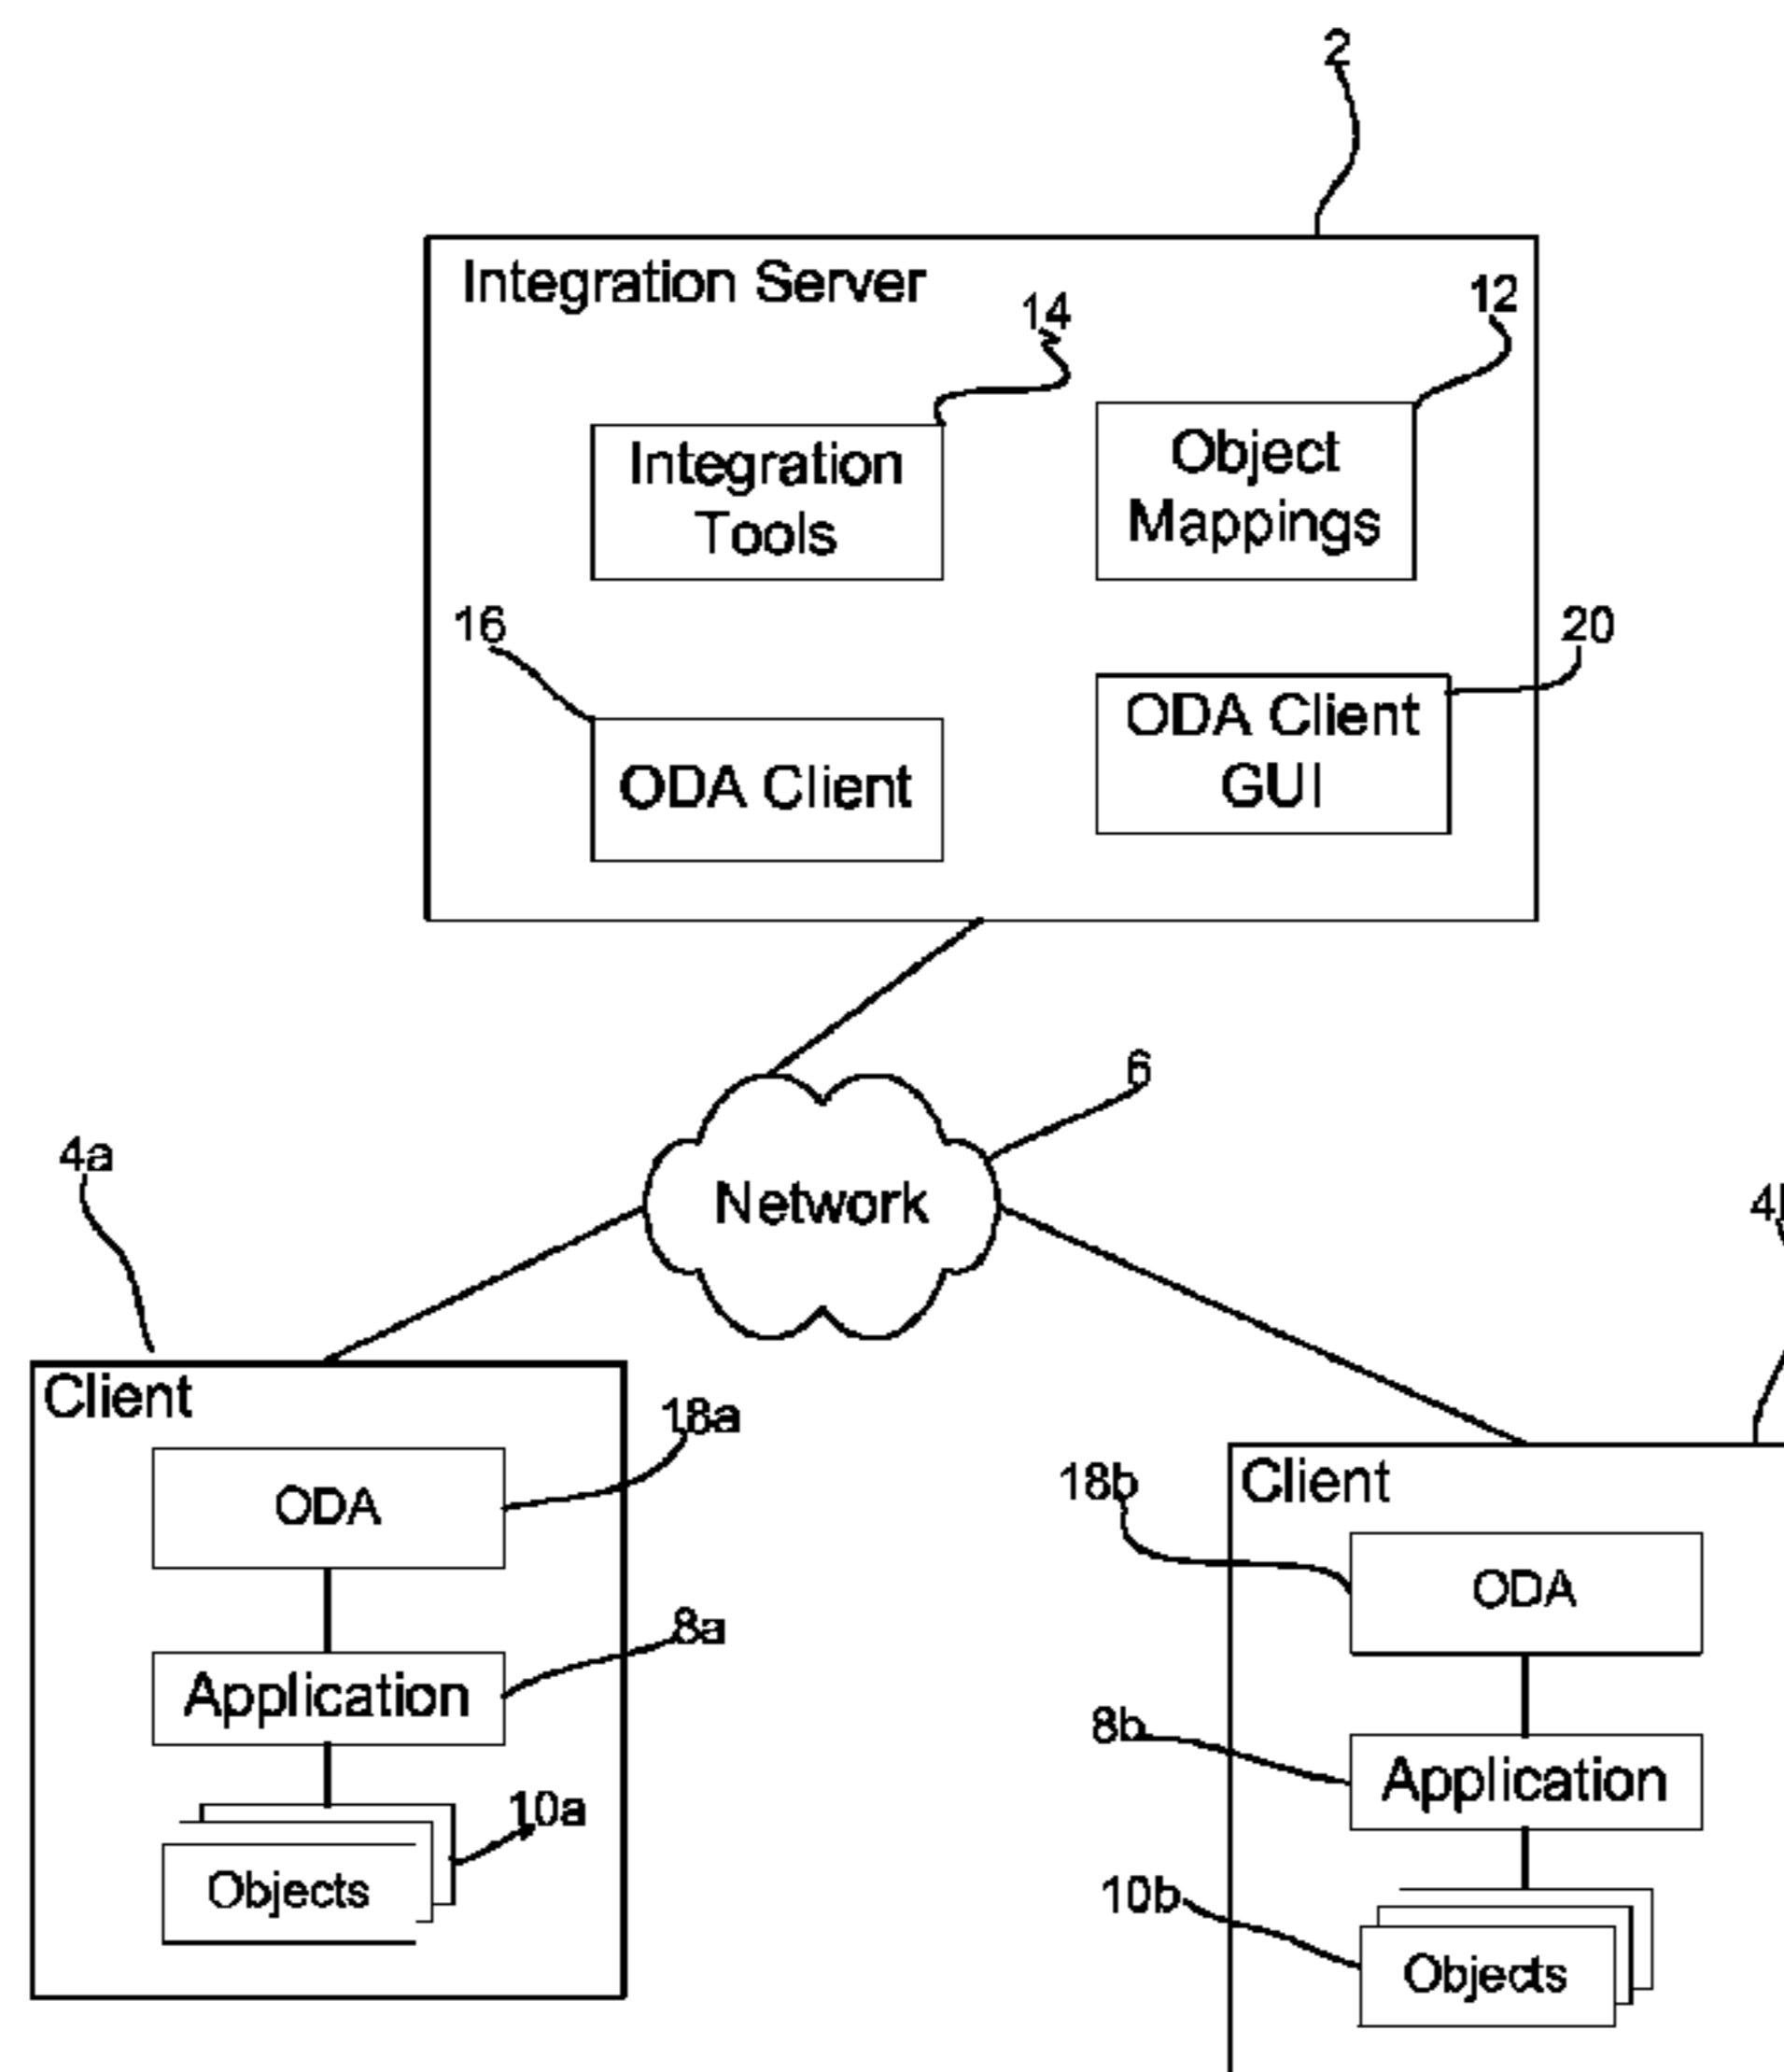 2
Integration Server
14
12
Integration
Tools
Object
Mappings
16
20
ODA Client
ODA Client
GUI
6
Network
4a
Client
18a
ODA
8a
Application
10a
Objects
Client
18b
ODA
8b
Application
10b
Objects